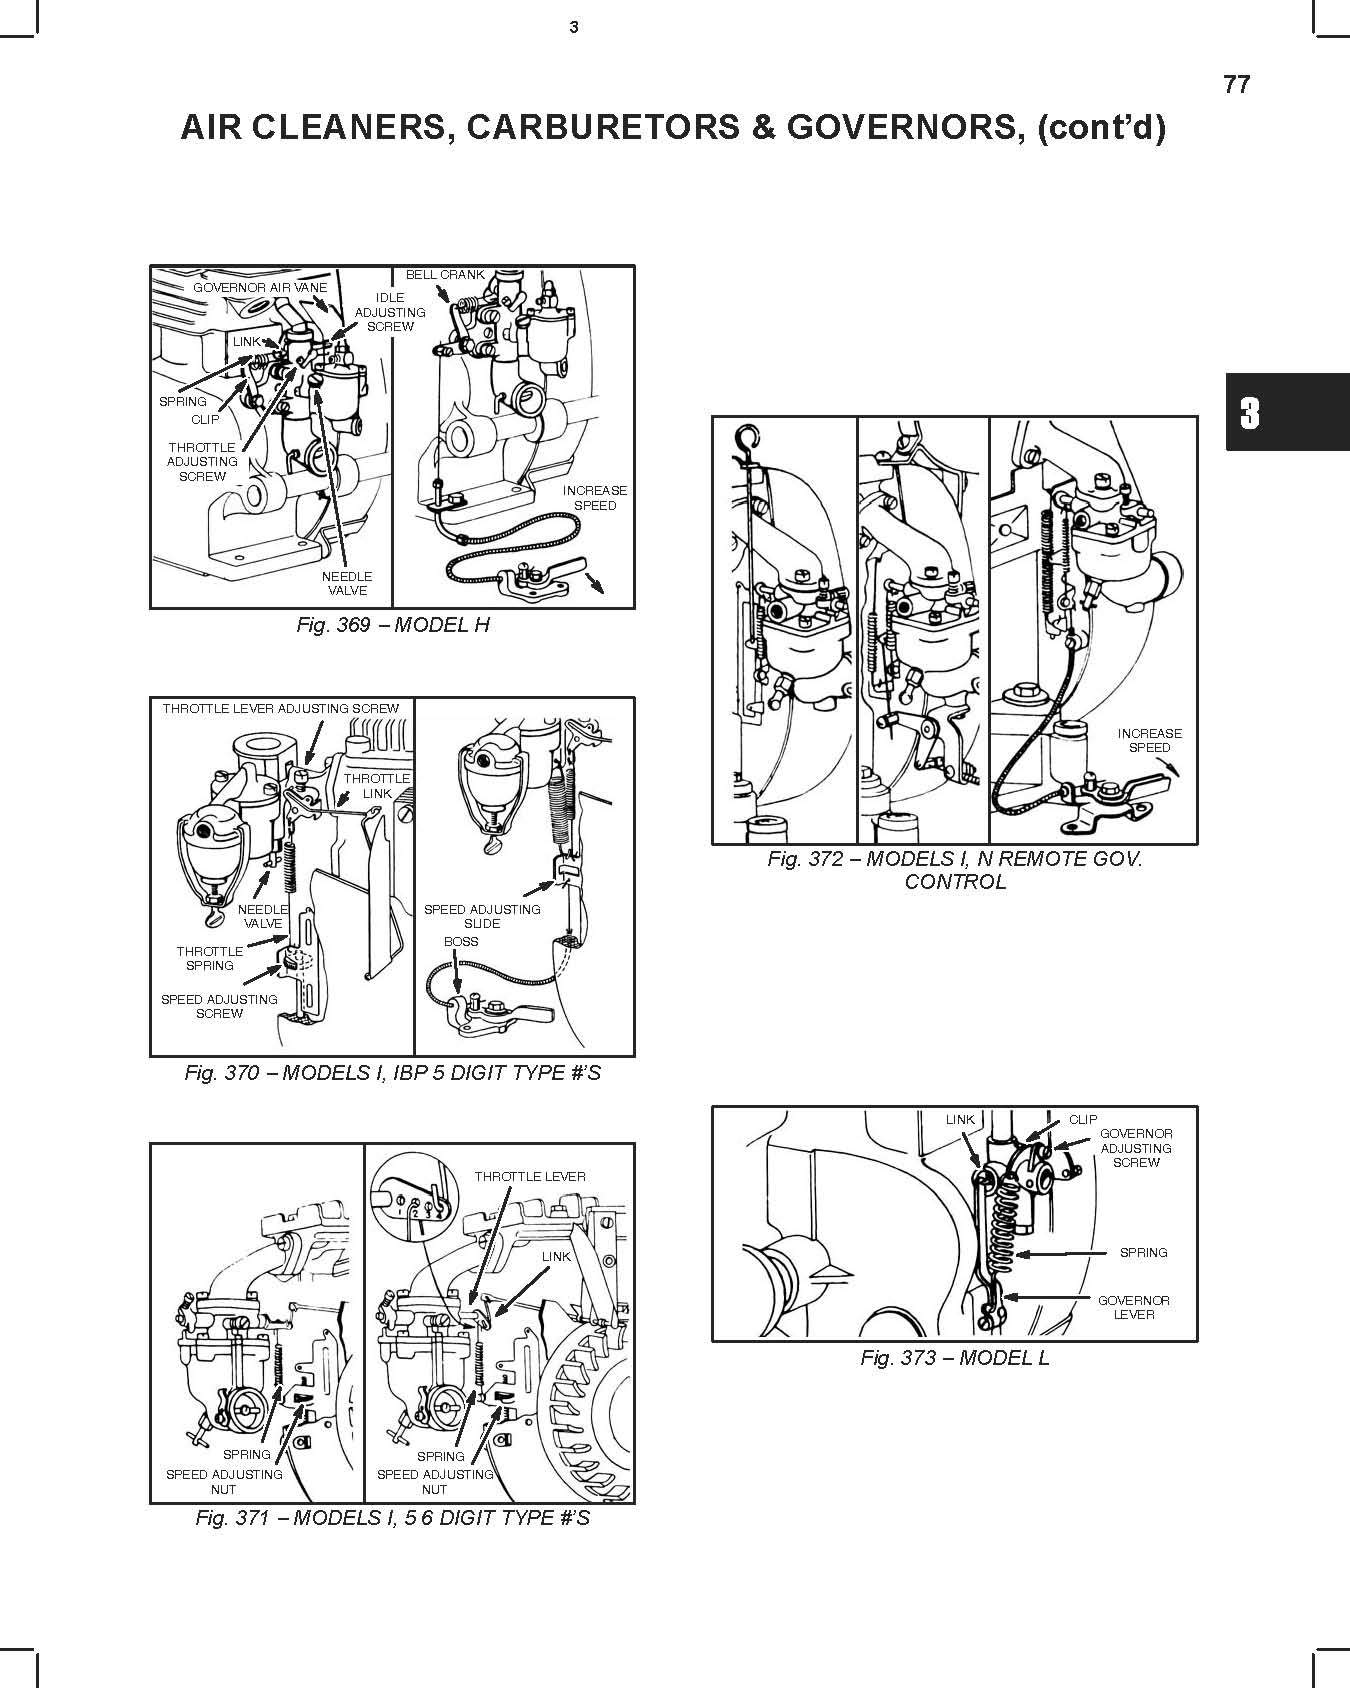 3
77
AIR CLEANERS, CARBURETORS & GOVERNORS, (cont’d)
GOVERNOR AIR VANE
IDLE
ADJUSTING
SCREW
LINK
SPRING
CLIP
THROTTLE
ADJUSTING
SCREW
NEEDLE
VALVE
BELL CRANK
INCREASE
SPEED
Fig. 369 – MODEL H
THROTTLE LEVER ADJUSTING SCREW
THROTTLE
LINK
NEEDLE
VALVE
THROTTLE
SPRING
SPEED ADJUSTING
SCREW
SPEED ADJUSTING
SLIDE
BOSS
Fig. 370 – MODELS I, IBP 5 DIGIT TYPE #’S
SPRING
SPEED ADJUSTING
NUT
1 2 3 4
THROTTLE LEVER
LINK
SPRING
SPEED ADJUSTING
NUT
Fig. 371 – MODELS I, 5 6 DIGIT TYPE #’S
3
INCREASE
SPEED
Fig. 372 – MODELS I, N REMOTE GOV.
CONTROL
LINK
CLIP
GOVERNOR
ADJUSTING
SCREW
SPRING
GOVERNOR
LEVER
Fig. 373 – MODEL L